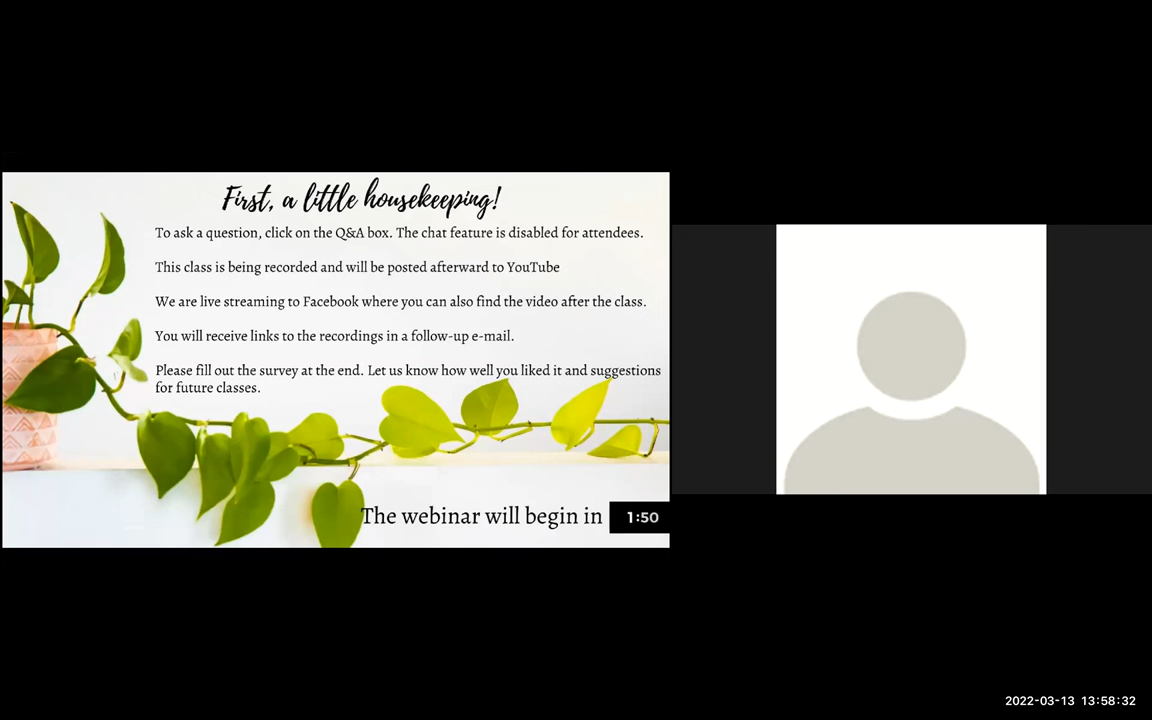 First, a little housekeeping!
To ask a question, click on the Q&A box. The chat feature is disabled for attendees.
This class is being recorded and will be posted afterward to YouTube
We are live streaming to Facebook where you can also find the video after the class.
You will receive links to the recordings in a follow-up e-mail.
Please fill out the survey at the end. Let us know how well you liked it and suggestions
for future classes.
The webinar will begin in 1:50
2022-03-13 13:58:32